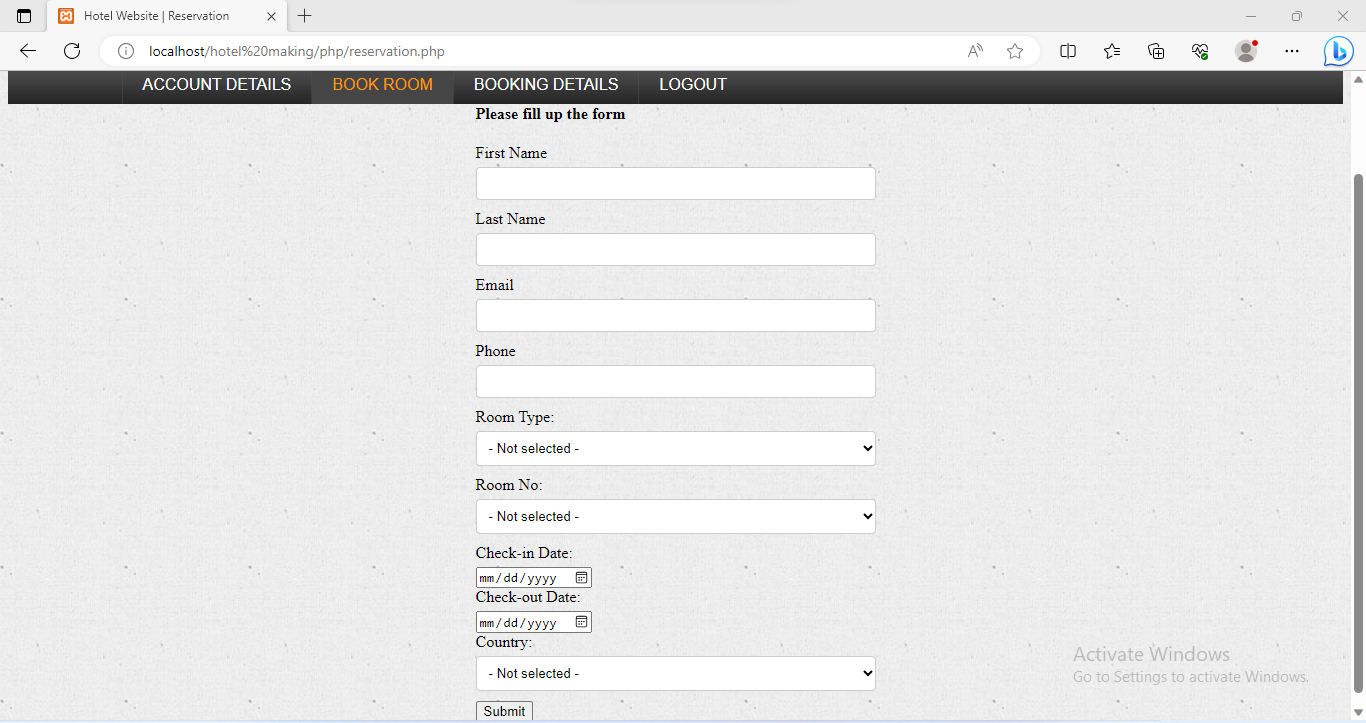 Hotel Website | Reservation
localhost/hotel%20making/php/reservation.php
ACCOUNT DETAILS BOOK ROOM BOOKING DETAILS LOGOUT
Please fill up the form
First Name
Last Name
Email
Phone
Room Type:
- Not selected -
Room No:
- Not selected -
Check-in Date:
mm/dd/yyyy
Check-out Date:
mm/dd/yyyy
Country:
- Not selected -
Submit
Activate Windows
Go to Settings to activate Windows.